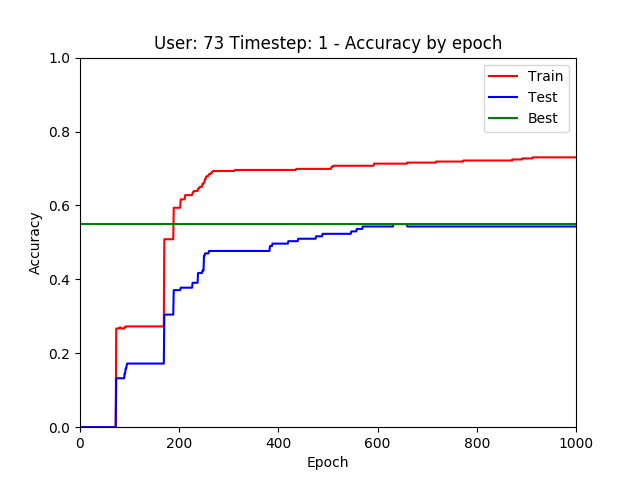 User: 73 Timestep: 1 - Accuracy by epoch
1.0
0.8
0.6
0.4
0.2
0.0
Accuracy
Train
Test
Best
0 200 400 600 800 1000
Epoch